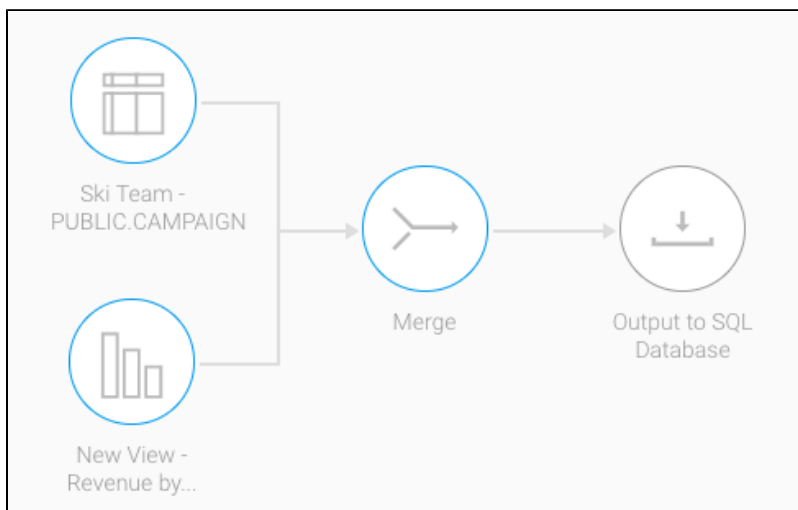 Ski Team -
PUBLIC.CAMPAIGN
Merge
Output to SQL
Database
New View -
Revenue by...